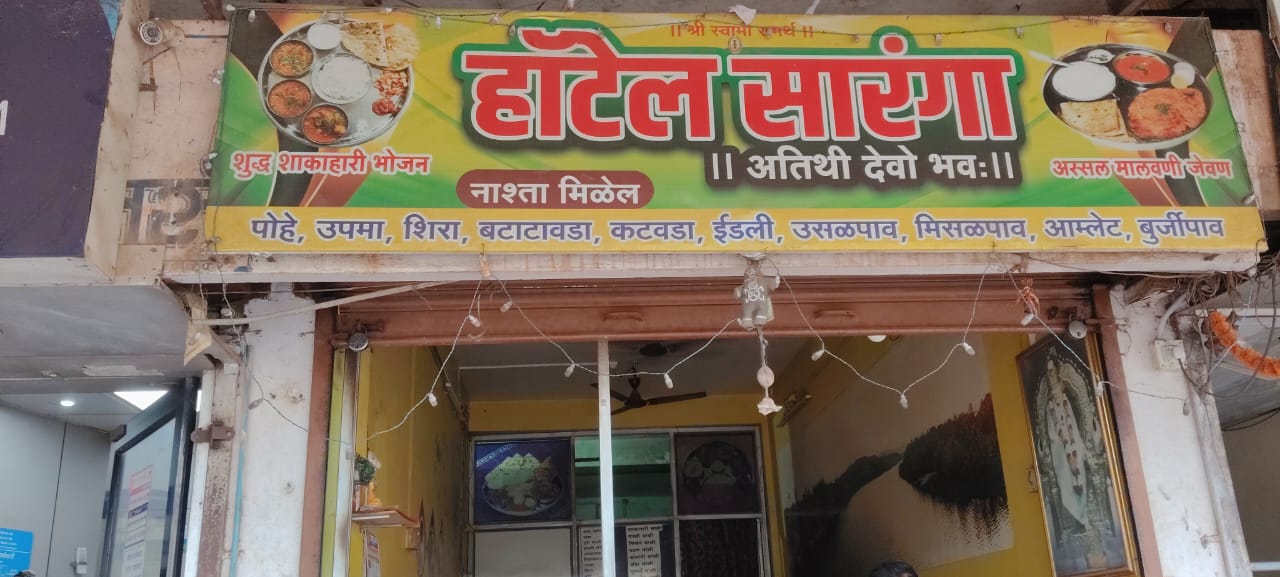 ।। श्री स्वामी समर्थ ।।
हॉटेल सारंगा
।। अतिथी देवो भवः।।
शुद्ध शाकाहारी भोजन
अस्सल मालवणी जेवण
नाश्ता मिळेल
पोहे, उपमा, शिरा, बटाटावडा, कटवडा, ईडली, उसळपाव, मिसळपाव, आम्लेट, बुर्जीपाव